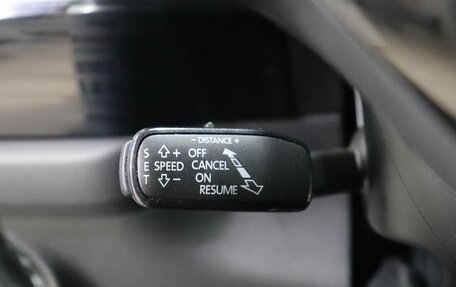 - DISTANCE +
S + OFF
E SPEED CANCEL
T - ON
RESUME